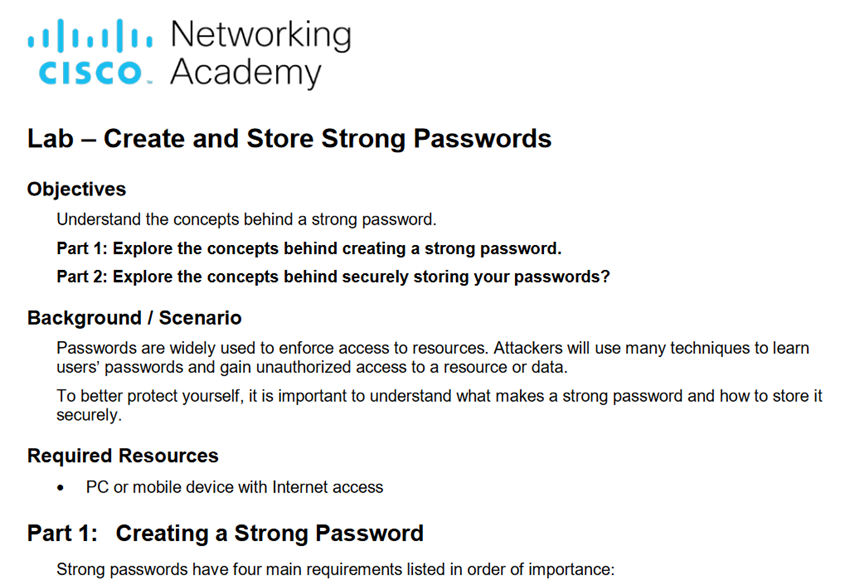 Networking
CISCO™ Academy
Lab – Create and Store Strong Passwords
Objectives
Understand the concepts behind a strong password.
Part 1: Explore the concepts behind creating a strong password.
Part 2: Explore the concepts behind securely storing your passwords?
Background / Scenario
Passwords are widely used to enforce access to resources. Attackers will use many techniques to learn
users’ passwords and gain unauthorized access to a resource or data.
To better protect yourself, it is important to understand what makes a strong password and how to store it
securely.
Required Resources
• PC or mobile device with Internet access
Part 1: Creating a Strong Password
Strong passwords have four main requirements listed in order of importance: